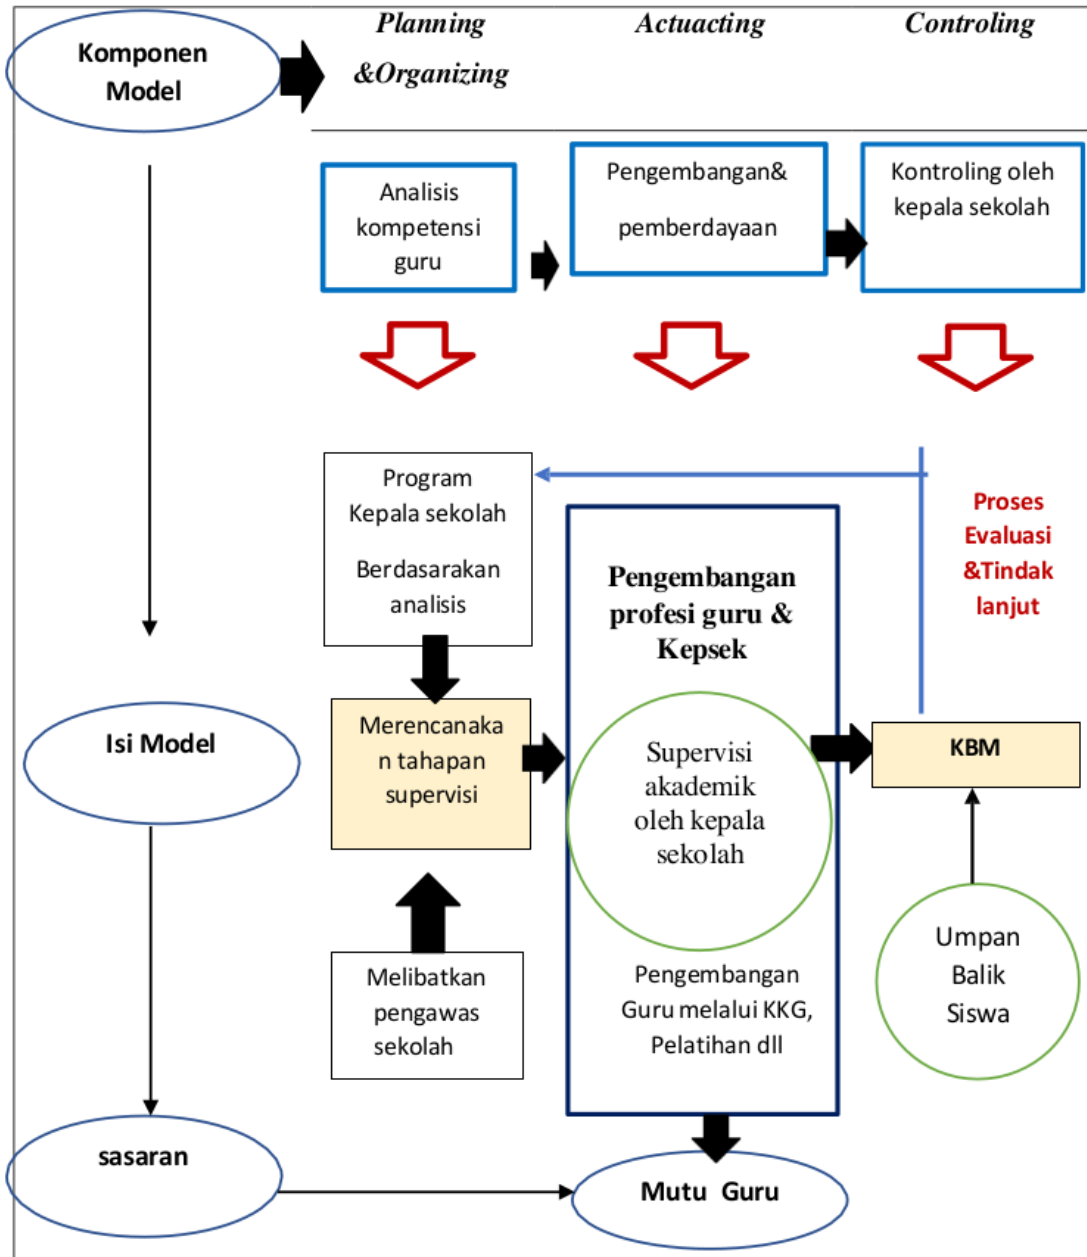 Komponen
Model
Planning
&Organizing
Actuacting
Controling
Analisis
kompetensi
guru
Pengembangan&
pemberdayaan
Kontroling oleh
kepala sekolah
Program
Kepala sekolah
Berdasarakan
analisis
Proses
Evaluasi
&Tindak
lanjut
Pengembangan
profesi guru &
Kepsek
Isi Model
Merencanaka
n tahapan
supervisi
Supervisi
akademik
oleh kepala
sekolah
KBM
Melibatkan
pengawas
sekolah
Pengembangan
Guru melalui KKG,
Pelatihan dll
Umpan
Balik
Siswa
sasaran
Mutu  Guru